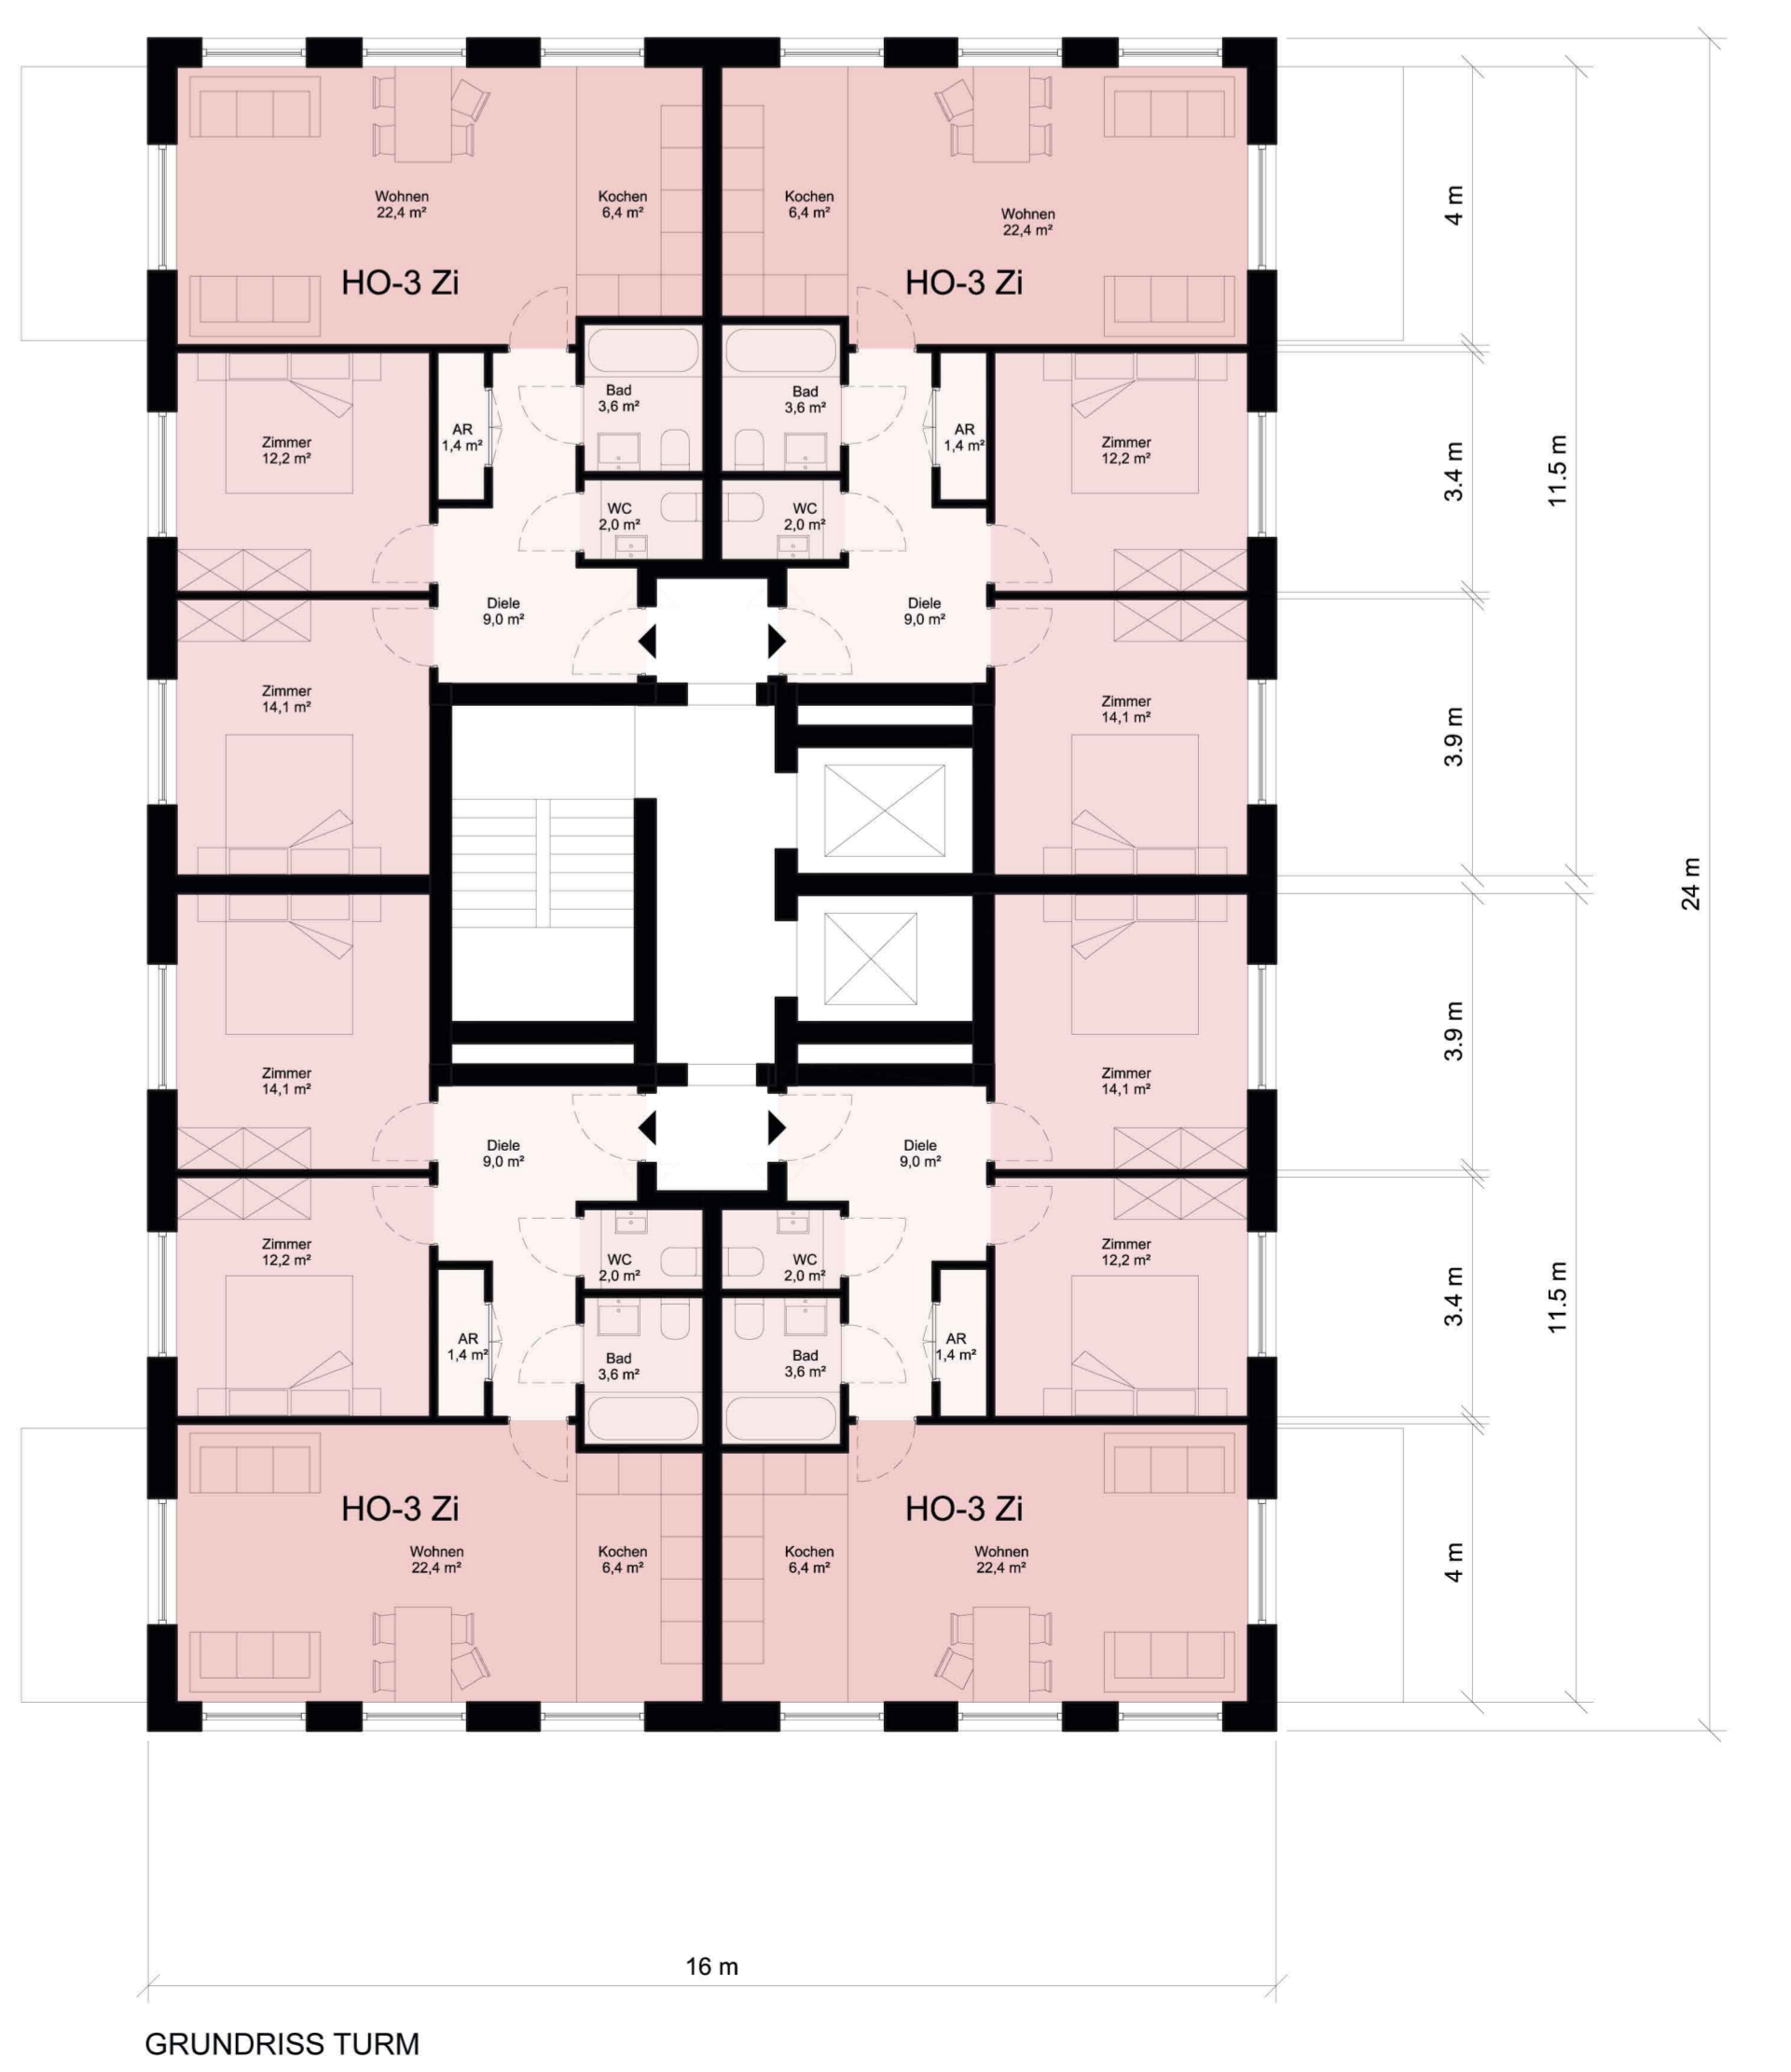 Wohnen
22,4 m²
Kochen
6,4 m²
Kochen
6,4 m²
Wohnen
22,4 m²
4 m
HO-3 Zi
HO-3 Zi
Bad
3,6 m²
Bad
3,6 m²
Zimmer
12,2 m²
AR
1,4 m²
AR
1,4 m²
Zimmer
12,2 m²
3.4 m
11.5 m
WC
2,0 m²
WC
2,0 m²
Diele
9,0 m²
Diele
9,0 m²
Zimmer
14,1 m²
Zimmer
14,1 m²
3.9 m
24 m
Zimmer
14,1 m²
Zimmer
14,1 m²
3.9 m
Diele
9,0 m²
Diele
9,0 m²
Zimmer
12,2 m²
WC
2,0 m²
WC
2,0 m²
Zimmer
12,2 m²
3.4 m
11.5 m
AR
1,4 m²
Bad
3,6 m²
Bad
3,6 m²
AR
1,4 m²
HO-3 Zi
HO-3 Zi
Wohnen
22,4 m²
Kochen
6,4 m²
Kochen
6,4 m²
Wohnen
22,4 m²
4 m
16 m
GRUNDRISS TURM